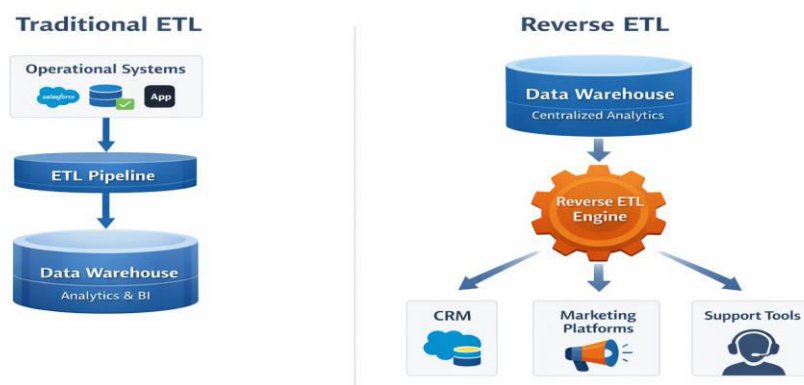 Traditional ETL
Operational Systems
salesforce
App
ETL Pipeline
Data Warehouse
Analytics & BI
Reverse ETL
Data Warehouse
Centralized Analytics
Reverse ETL
Engine
CRM
Marketing
Platforms
Support Tools